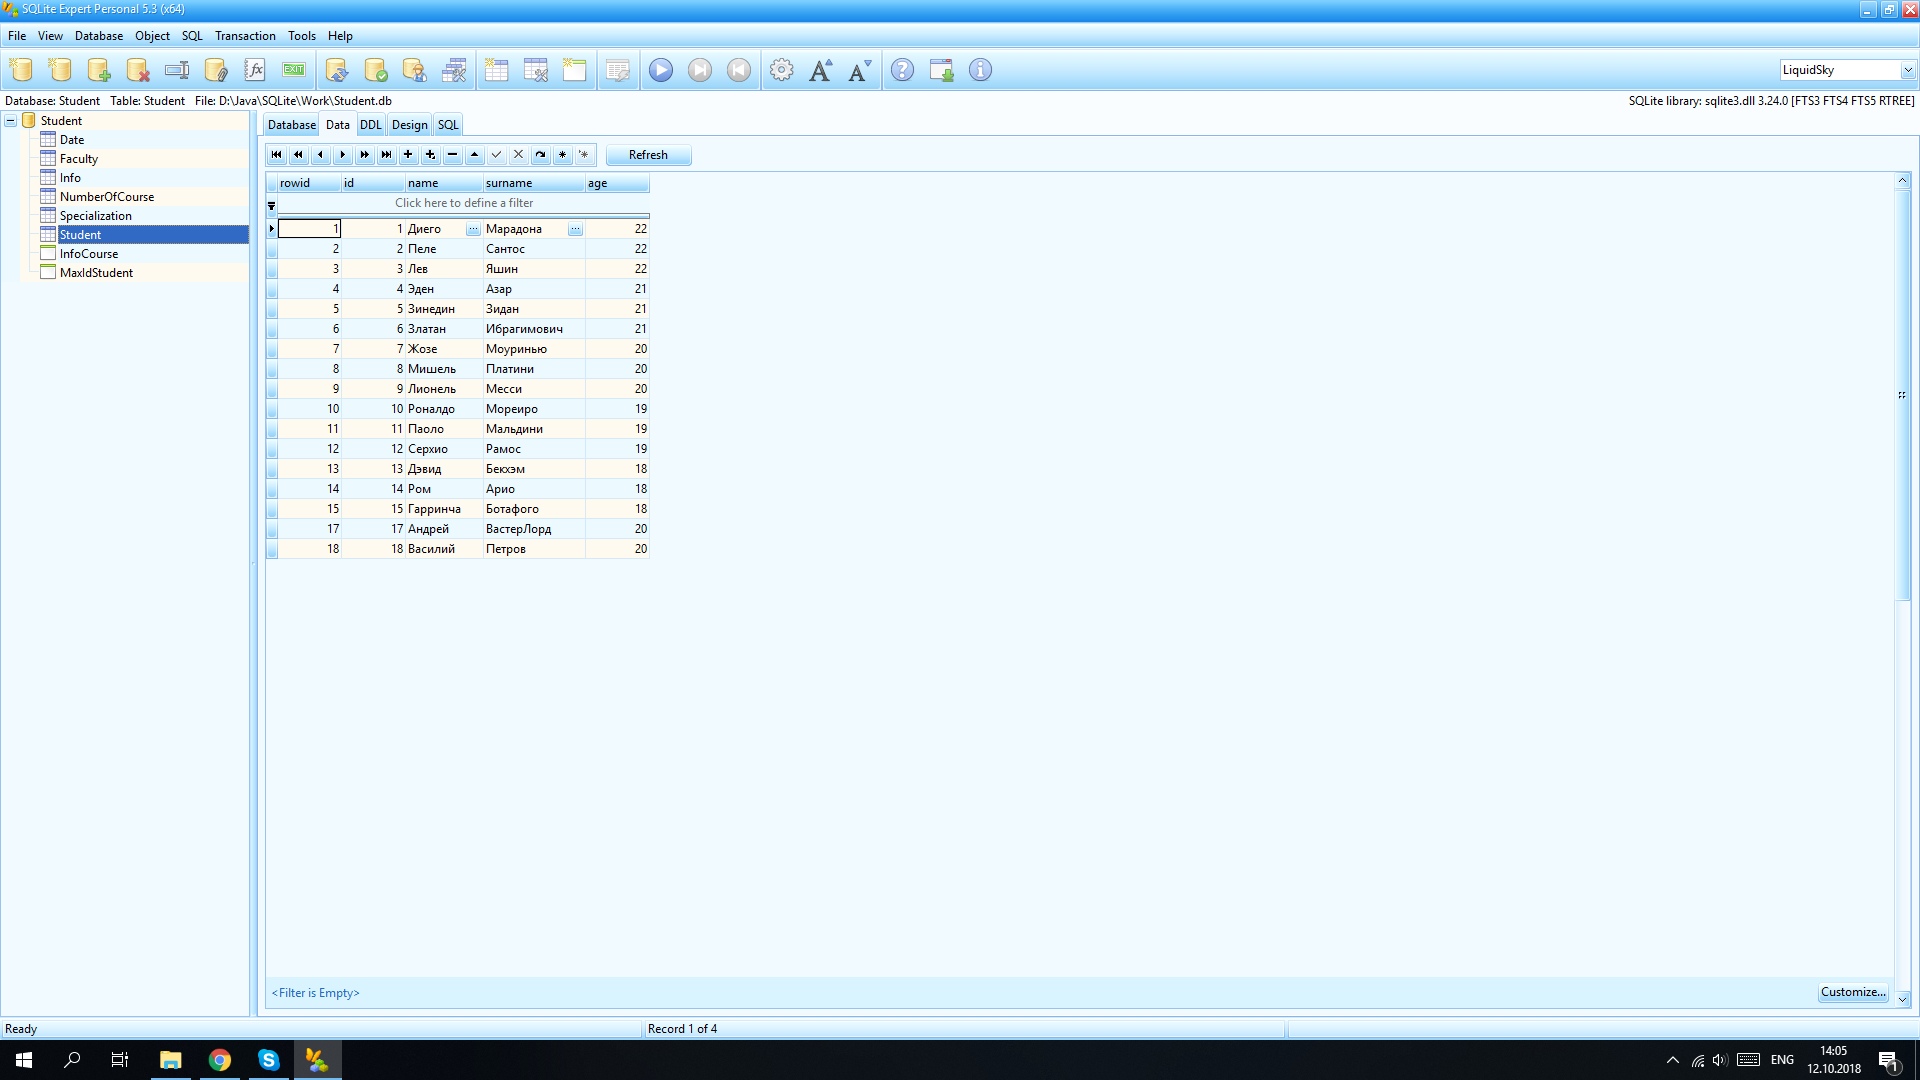 SQLite Expert Personal 5.3 (x64)
File View Database Object SQL Transaction Tools Help
EXIT
LiquidSky
Database: Student Table: Student File: D:\Java\SQLite\Work\Student.db
SQLite library: sqlite3.dll 3.24.0 [FTS3 FTS4 FTS5 RTREE]
Student
Date
Faculty
Info
NumberOfCourse
Specialization
Student
InfoCourse
MaxIdStudent
Database Data DDL Design SQL
Refresh
rowid id name surname age
Click here to define a filter
1 1 Диего Марадона 22
2 2 Пеле Сантос 22
3 3 Лев Яшин 22
4 4 Эден Азар 21
5 5 Зинедин Зидан 21
6 6 Златан Ибрагимович 21
7 7 Жозе Моуринью 20
8 8 Мишель Платини 20
9 9 Лионель Месси 20
10 10 Роналдо Мореиро 19
11 11 Паоло Мальдини 19
12 12 Серхио Рамос 19
13 13 Дэвид Бекхэм 18
14 14 Ром Арио 18
15 15 Гарринча Ботафого 18
17 17 Андрей ВастерЛорд 20
18 18 Василий Петров 20
<Filter is Empty>
Customize...
Ready
Record 1 of 4
ENG
14:05
12.10.2018
1